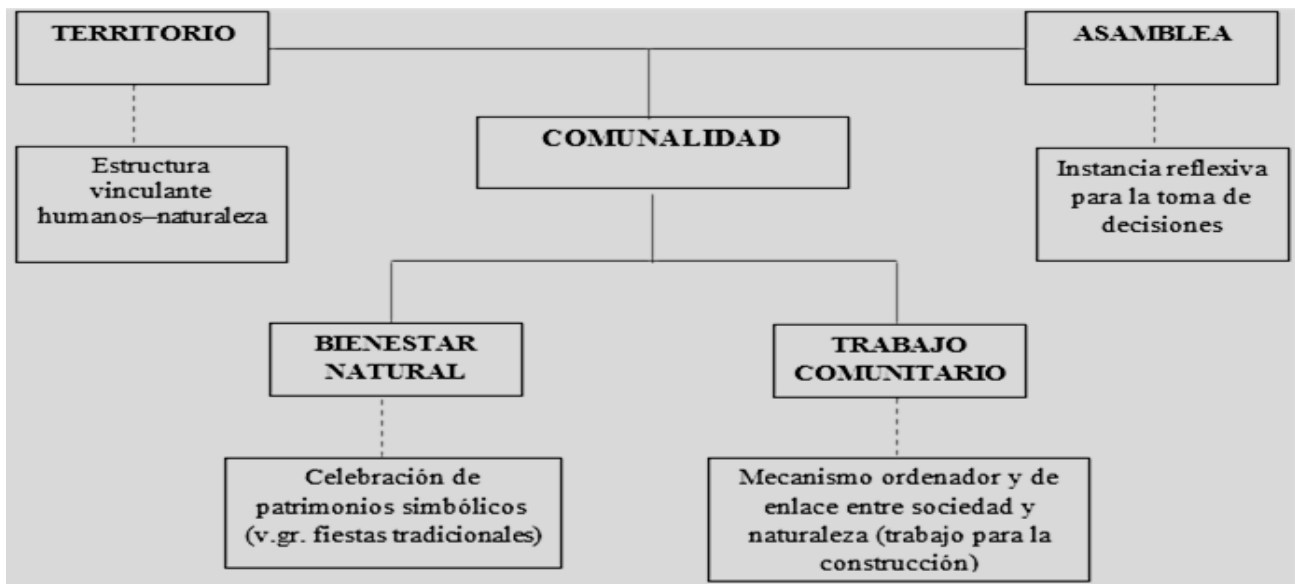 TERRITORIO
ASAMBLEA
COMUNALIDAD
Estructura
vinculante
humanos–naturaleza
Instancia reflexiva
para la toma de
decisiones
BIENESTAR
NATURAL
TRABAJO
COMUNITARIO
Celebración de
patrimonios simbólicos
(v.gr. fiestas tradicionales)
Mecanismo ordenador y de
enlace entre sociedad y
naturaleza (trabajo para la
construcción)